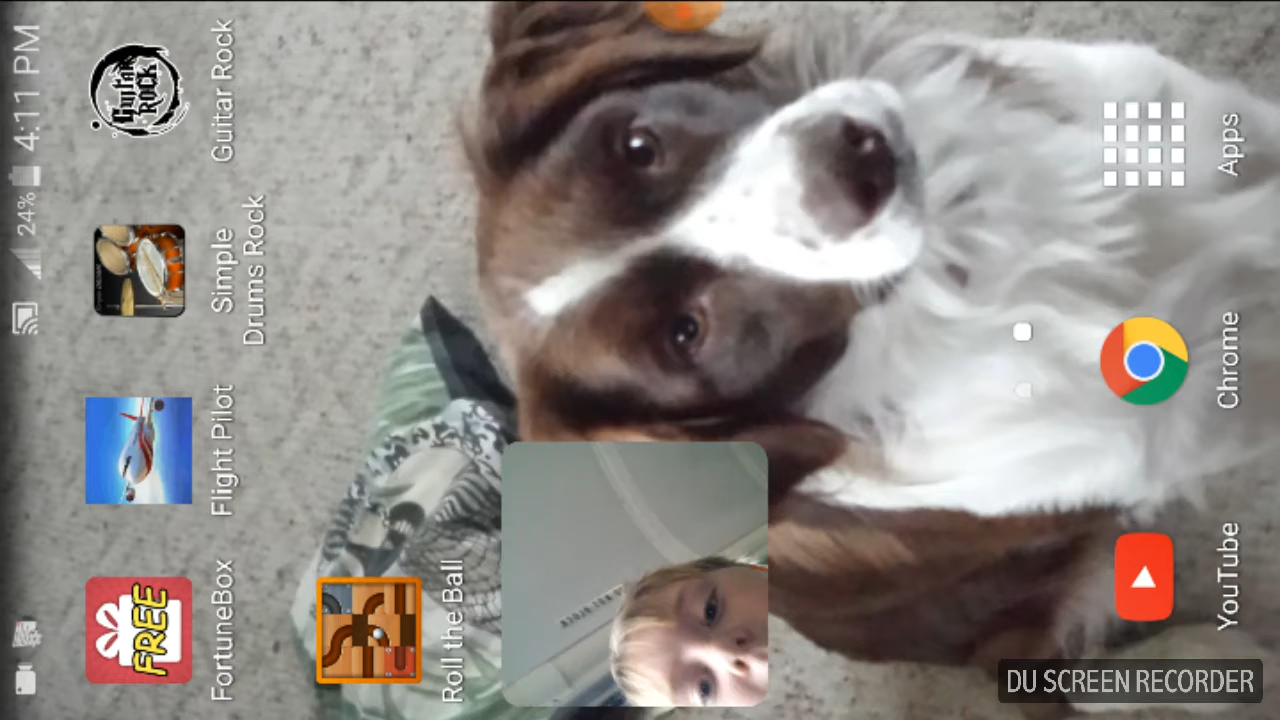 24% 4:11 PM
FREE
FortuneBox
Flight Pilot
Simple
Drums Rock
Guitar
ROCK
Guitar Rock
Roll the Ball
YouTube
Chrome
Apps
DU SCREEN RECORDER